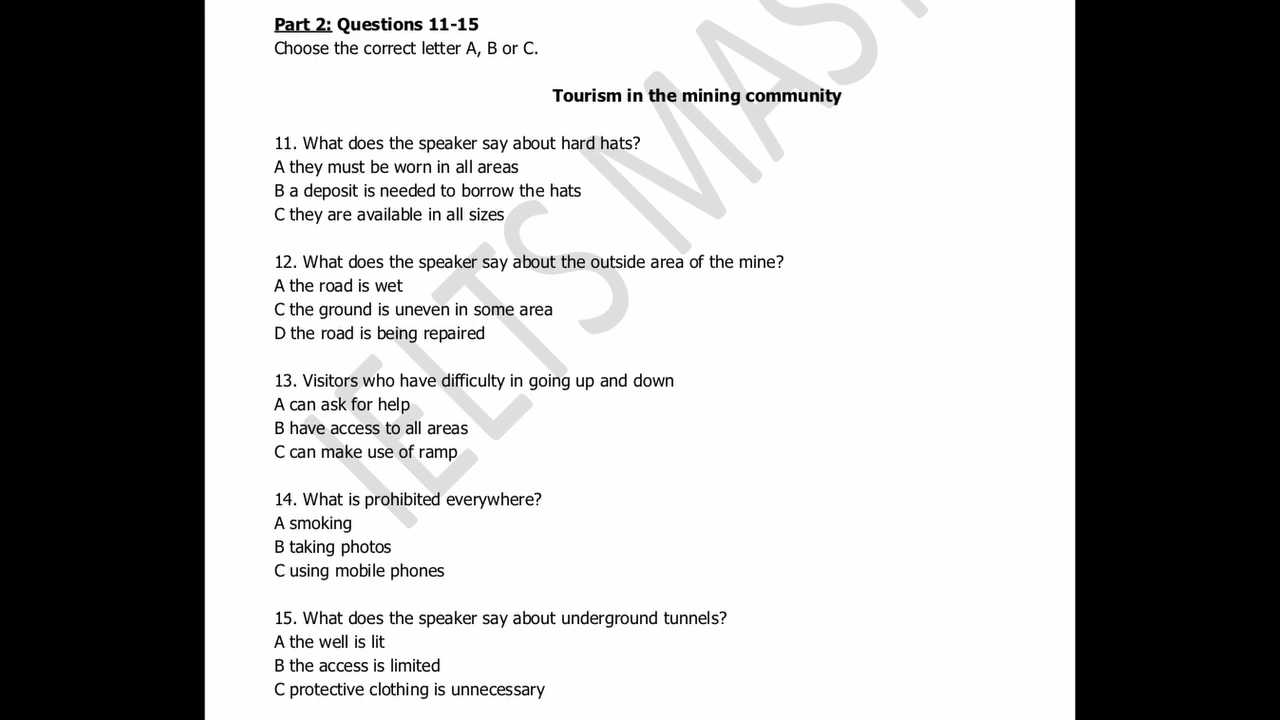 Part 2: Questions 11-15
Choose the correct letter A, B or C.
Tourism in the mining community
11. What does the speaker say about hard hats?
A they must be worn in all areas
B a deposit is needed to borrow the hats
C they are available in all sizes
12. What does the speaker say about the outside area of the mine?
A the road is wet
C the ground is uneven in some area
D the road is being repaired
13. Visitors who have difficulty in going up and down
A can ask for help
B have access to all areas
C can make use of ramp
14. What is prohibited everywhere?
A smoking
B taking photos
C using mobile phones
15. What does the speaker say about underground tunnels?
A the well is lit
B the access is limited
C protective clothing is unnecessary
IELTS MAST